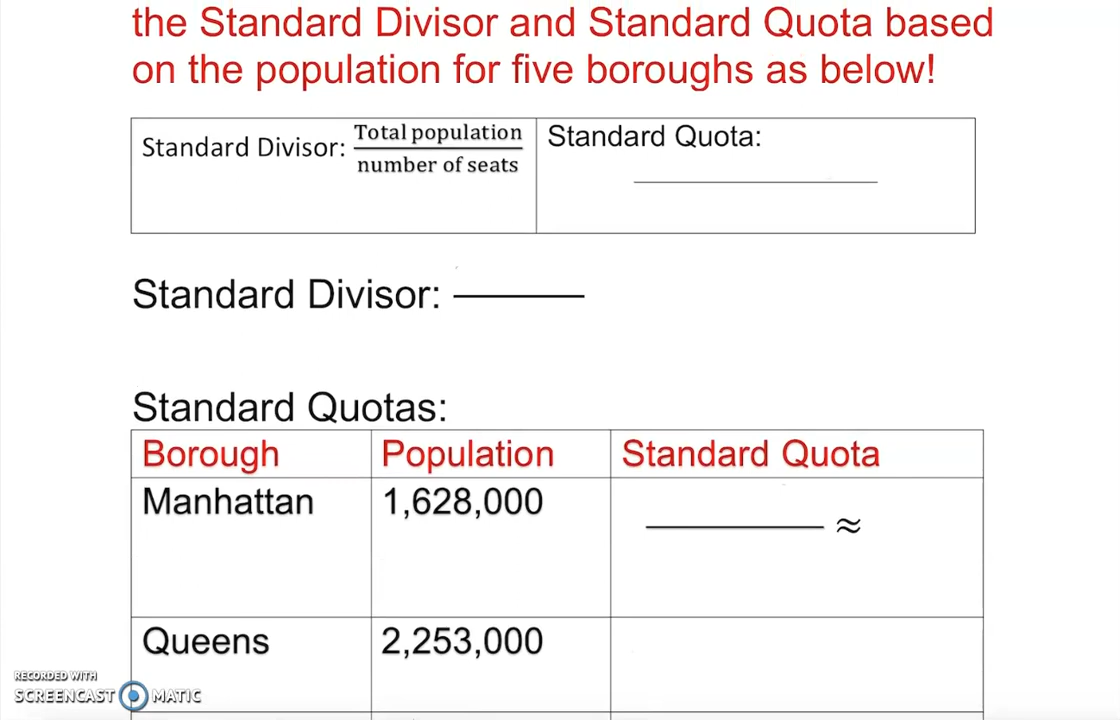 the Standard Divisor and Standard Quota based
on the population for five boroughs as below!
Standard Divisor: Total population
number of seats
Standard Quota:
Standard Divisor:
Standard Quotas:
Borough Population Standard Quota
Manhattan 1,628,000 ≈
Queens 2,253,000
RECORDED WITH
SCREENCAST MATIC